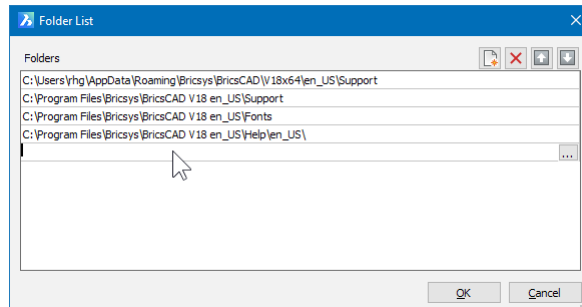 Folder List
Folders
C:\Users\rhg\AppData\Roaming\Bricsys\BricsCAD\V18x64\en_US\Support
C:\Program Files\Bricsys\BricsCAD V18 en_US\Support
C:\Program Files\Bricsys\BricsCAD V18 en_US\Fonts
C:\Program Files\Bricsys\BricsCAD V18 en_US\Help\en_US\
...
OK Cancel